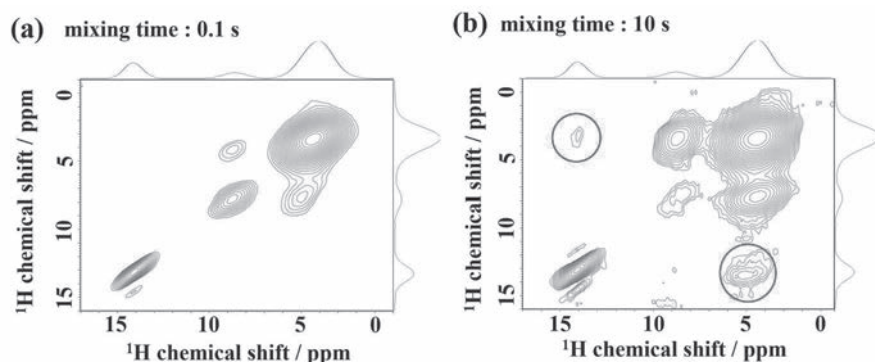 (a) mixing time : 0.1 s
(b) mixing time : 10 s
0
5
10
15
¹H chemical shift / ppm
15 10 5 0
¹H chemical shift / ppm
0
5
10
15
¹H chemical shift / ppm
15 10 5 0
¹H chemical shift / ppm